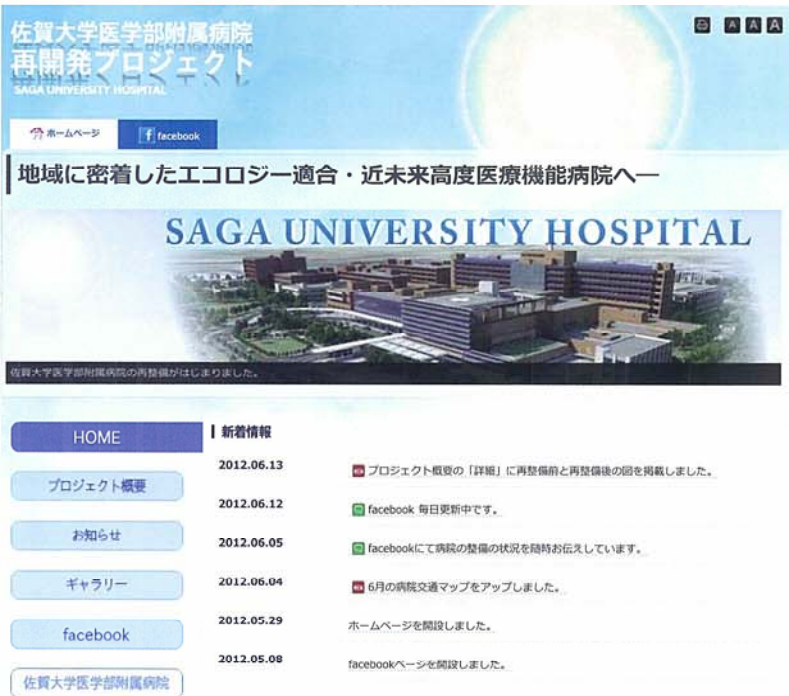 佐賀大学医学部附属病院
再開発プロジェクト
SAGA UNIVERSITY HOSPITAL
A A A
ホームページ
facebook
地域に密着したエコロジー適合・近未来高度医療機能病院へ―
SAGA UNIVERSITY HOSPITAL
佐賀大学医学部附属病院の再整備がはじまりました。
HOME
プロジェクト概要
お知らせ
ギャラリー
facebook
佐賀大学医学部附属病院
新着情報
2012.06.13 プロジェクト概要の「詳細」に再整備前と再整備後の図を掲載しました。
2012.06.12 facebook 毎日更新中です。
2012.06.05 facebookにて病院の整備の状況を随時お伝えしています。
2012.06.04 6月の病院交通マップをアップしました。
2012.05.29 ホームページを開設しました。
2012.05.08 facebookページを開設しました。